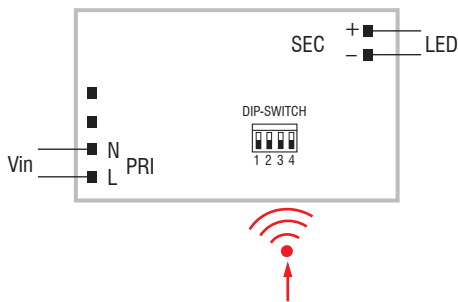 SEC + LED
–
DIP-SWITCH
1 2 3 4
Vin N PRI
L